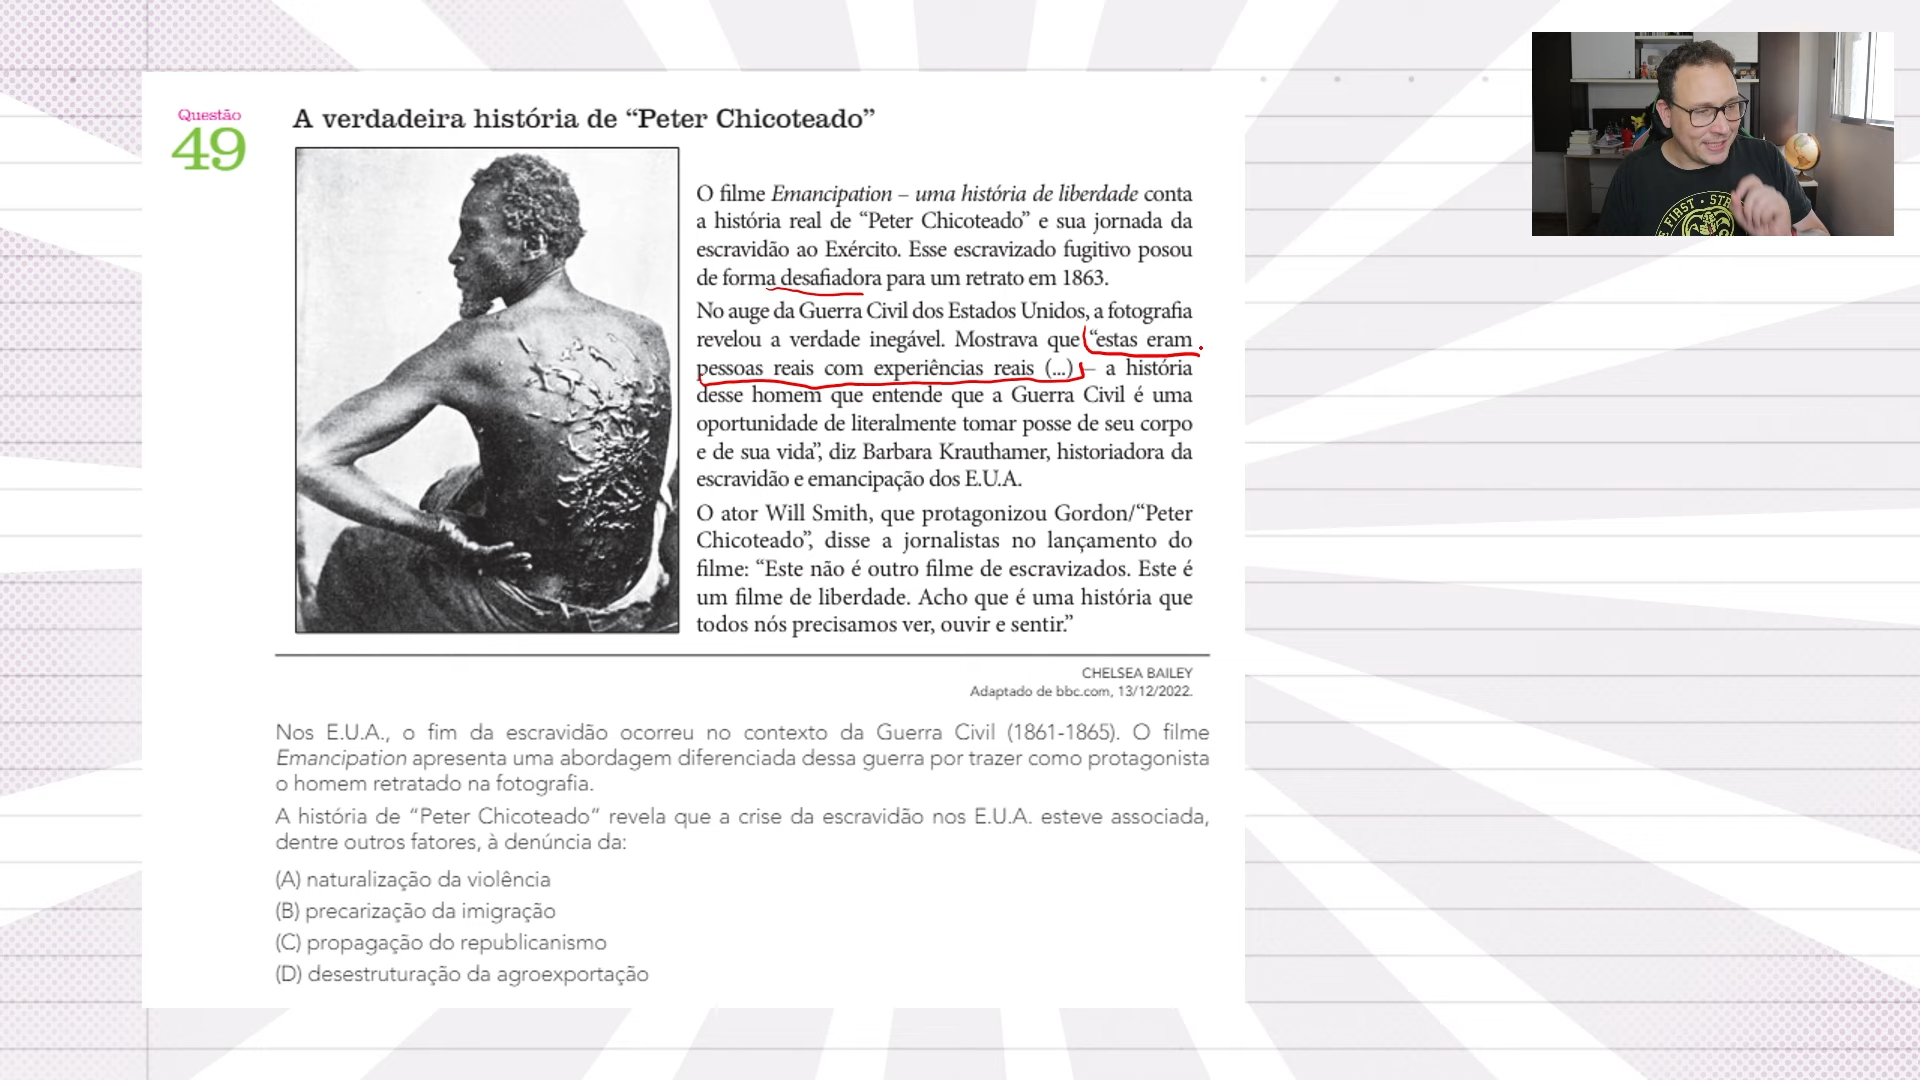 Questão
49
A verdadeira história de “Peter Chicoteado”
O filme Emancipation – uma história de liberdade conta
a história real de “Peter Chicoteado” e sua jornada da
escravidão ao Exército. Esse escravizado fugitivo posou
de forma desafiadora para um retrato em 1863.
No auge da Guerra Civil dos Estados Unidos, a fotografia
revelou a verdade inegável. Mostrava que “estas eram
pessoas reais com experiências reais (...) – a história
desse homem que entende que a Guerra Civil é uma
oportunidade de literalmente tomar posse de seu corpo
e de sua vida”, diz Barbara Krauthamer, historiadora da
escravidão e emancipação dos E.U.A.
O ator Will Smith, que protagonizou Gordon/“Peter
Chicoteado”, disse a jornalistas no lançamento do
filme: “Este não é outro filme de escravizados. Este é
um filme de liberdade. Acho que é uma história que
todos nós precisamos ver, ouvir e sentir.”
CHELSEA BAILEY
Adaptado de bbc.com, 13/12/2022.
Nos E.U.A., o fim da escravidão ocorreu no contexto da Guerra Civil (1861-1865). O filme
Emancipation apresenta uma abordagem diferenciada dessa guerra por trazer como protagonista
o homem retratado na fotografia.
A história de “Peter Chicoteado” revela que a crise da escravidão nos E.U.A. esteve associada,
dentre outros fatores, à denúncia da:
(A) naturalização da violência
(B) precarização da imigração
(C) propagação do republicanismo
(D) desestruturação da agroexportação